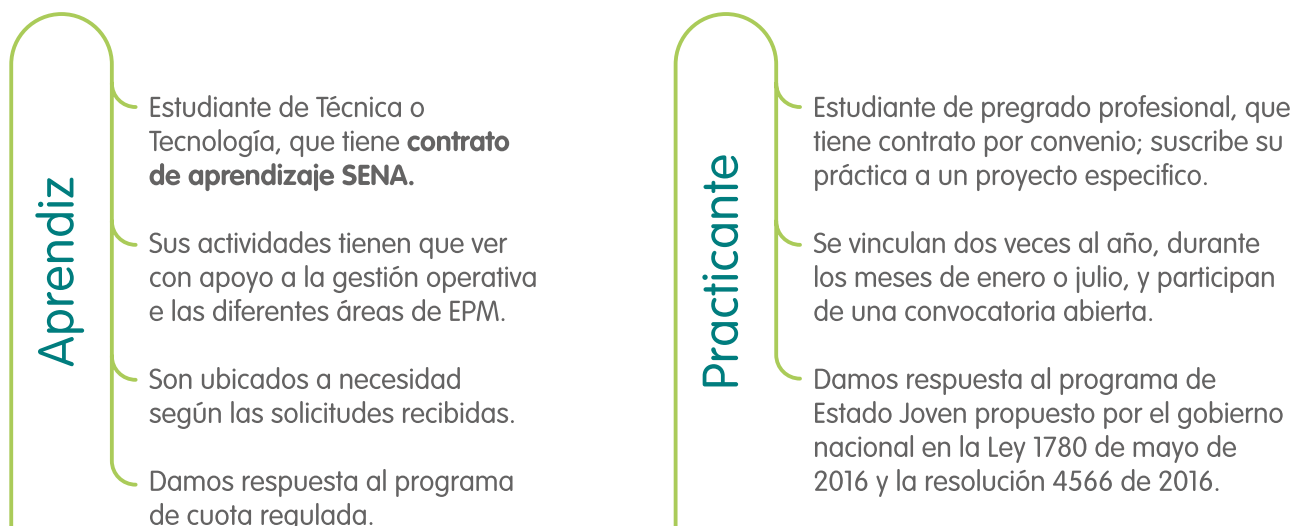 Aprendiz
Estudiante de Técnica o
Tecnología, que tiene contrato
de aprendizaje SENA.
Sus actividades tienen que ver
con apoyo a la gestión operativa
e las diferentes áreas de EPM.
Son ubicados a necesidad
según las solicitudes recibidas.
Damos respuesta al programa
de cuota regulada.
Practicante
Estudiante de pregrado profesional, que
tiene contrato por convenio; suscribe su
práctica a un proyecto especifico.
Se vinculan dos veces al año, durante
los meses de enero o julio, y participan
de una convocatoria abierta.
Damos respuesta al programa de
Estado Joven propuesto por el gobierno
nacional en la Ley 1780 de mayo de
2016 y la resolución 4566 de 2016.